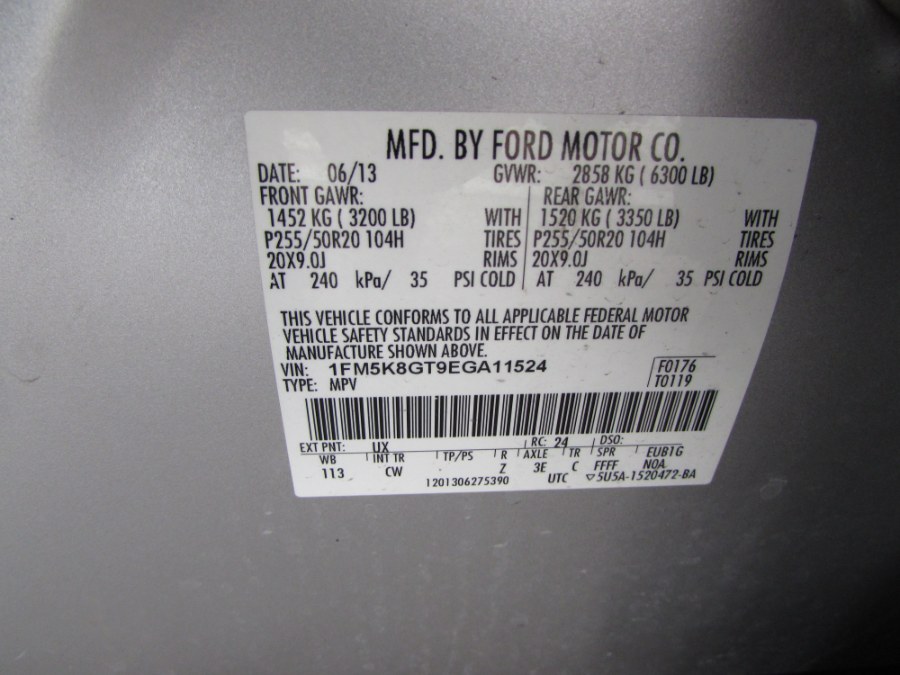 MFD. BY FORD MOTOR CO.
DATE: 06/13 GVWR: 2858 KG ( 6300 LB)
FRONT GAWR: REAR GAWR:
1452 KG ( 3200 LB) WITH 1520 KG ( 3350 LB) WITH
P255/50R20 104H TIRES P255/50R20 104H TIRES
20X9.0J RIMS 20X9.0J RIMS
AT 240 kPa/ 35 PSI COLD AT 240 kPa/ 35 PSI COLD
THIS VEHICLE CONFORMS TO ALL APPLICABLE FEDERAL MOTOR
VEHICLE SAFETY STANDARDS IN EFFECT ON THE DATE OF
MANUFACTURE SHOWN ABOVE.
VIN: 1FM5K8GT9EGA11524 F0176
TYPE: MPV T0119
EXT PNT: UX RC: 24 DSO:
WB INT TR TP/PS R AXLE TR SPR EUB1G
113 CW Z 3E C FFFF NOA
1201306275390 UTC ▽5U5A-1520472-BA